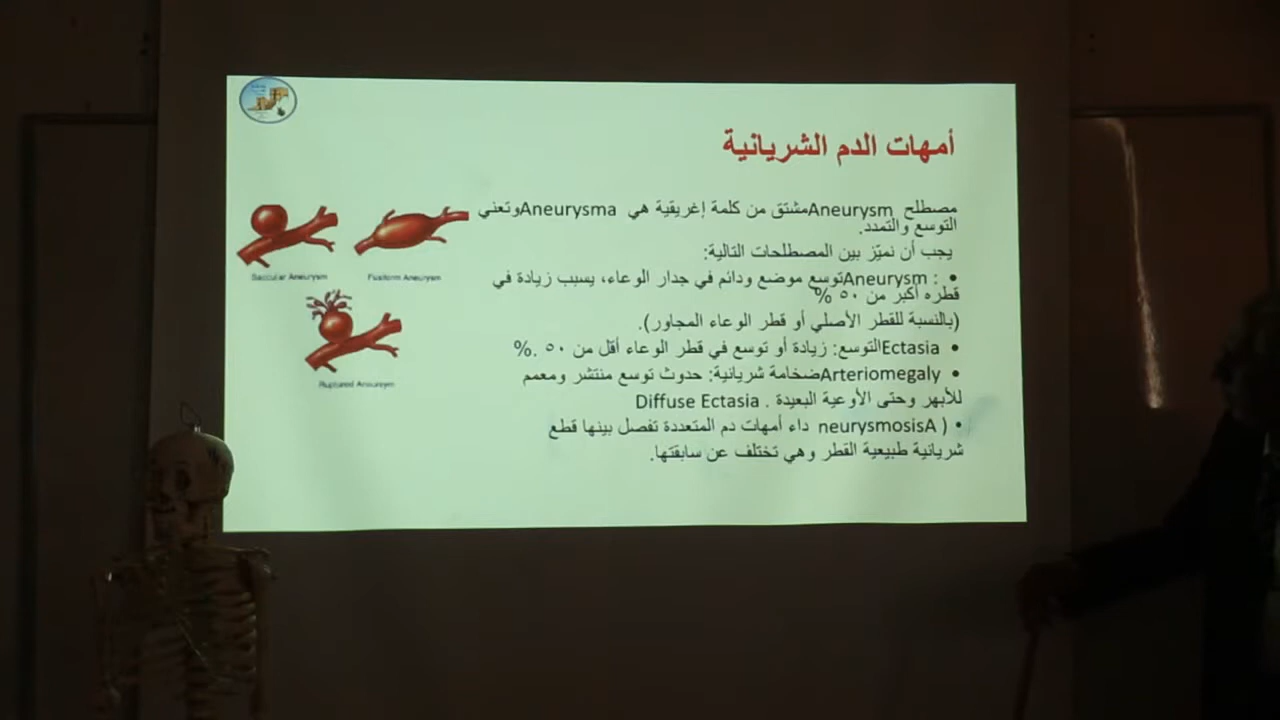 أمهات الدم الشريانية
مصطلح Aneurysmمشتق من كلمة إغريقية هي Aneurysmaوتعني
التوسع والتمدد.
يجب أن نميّز بين المصطلحات التالية:
• : Aneurysmتوسع موضع ودائم في جدار الوعاء، يسبب زيادة في
قطره أكبر من ٥٠ %
(بالنسبة للقطر الأصلي أو قطر الوعاء المجاور).
• Ectasiaالتوسع: زيادة أو توسع في قطر الوعاء أقل من ٥٠ .%
• Arteriomegalyضخامة شريانية: حدوث توسع منتشر ومعمم
للأبهر وحتى الأوعية البعيدة . Diffuse Ectasia
• ( neurysmosisA داء أمهات دم المتعددة تفصل بينها قطع
شريانية طبيعية القطر وهي تختلف عن سابقتها.
Saccular Aneurysm
Fusiform Aneurysm
Ruptured Aneurysm